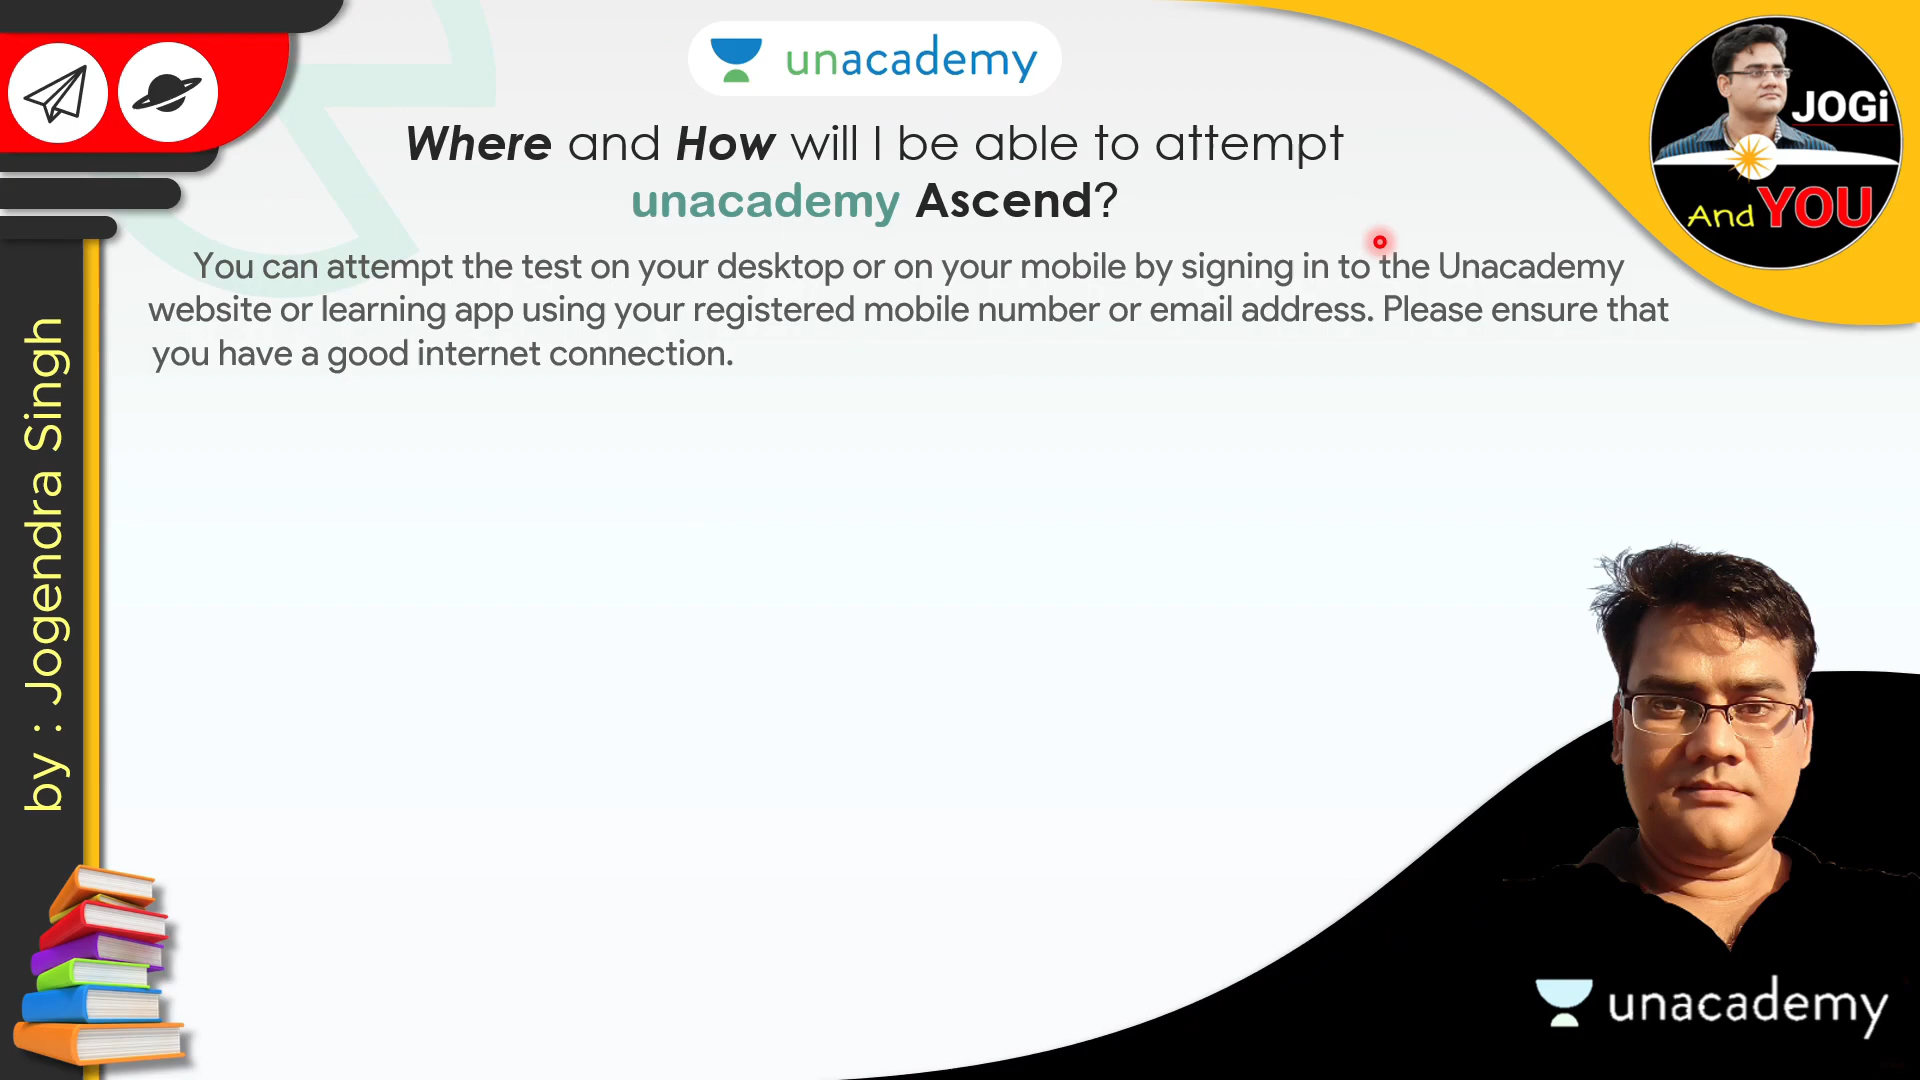 unacademy
Where and How will I be able to attempt
unacademy Ascend?
You can attempt the test on your desktop or on your mobile by signing in to the Unacademy
website or learning app using your registered mobile number or email address. Please ensure that
you have a good internet connection.
JOGi
And YOU
by : Jogendra Singh
unacademy